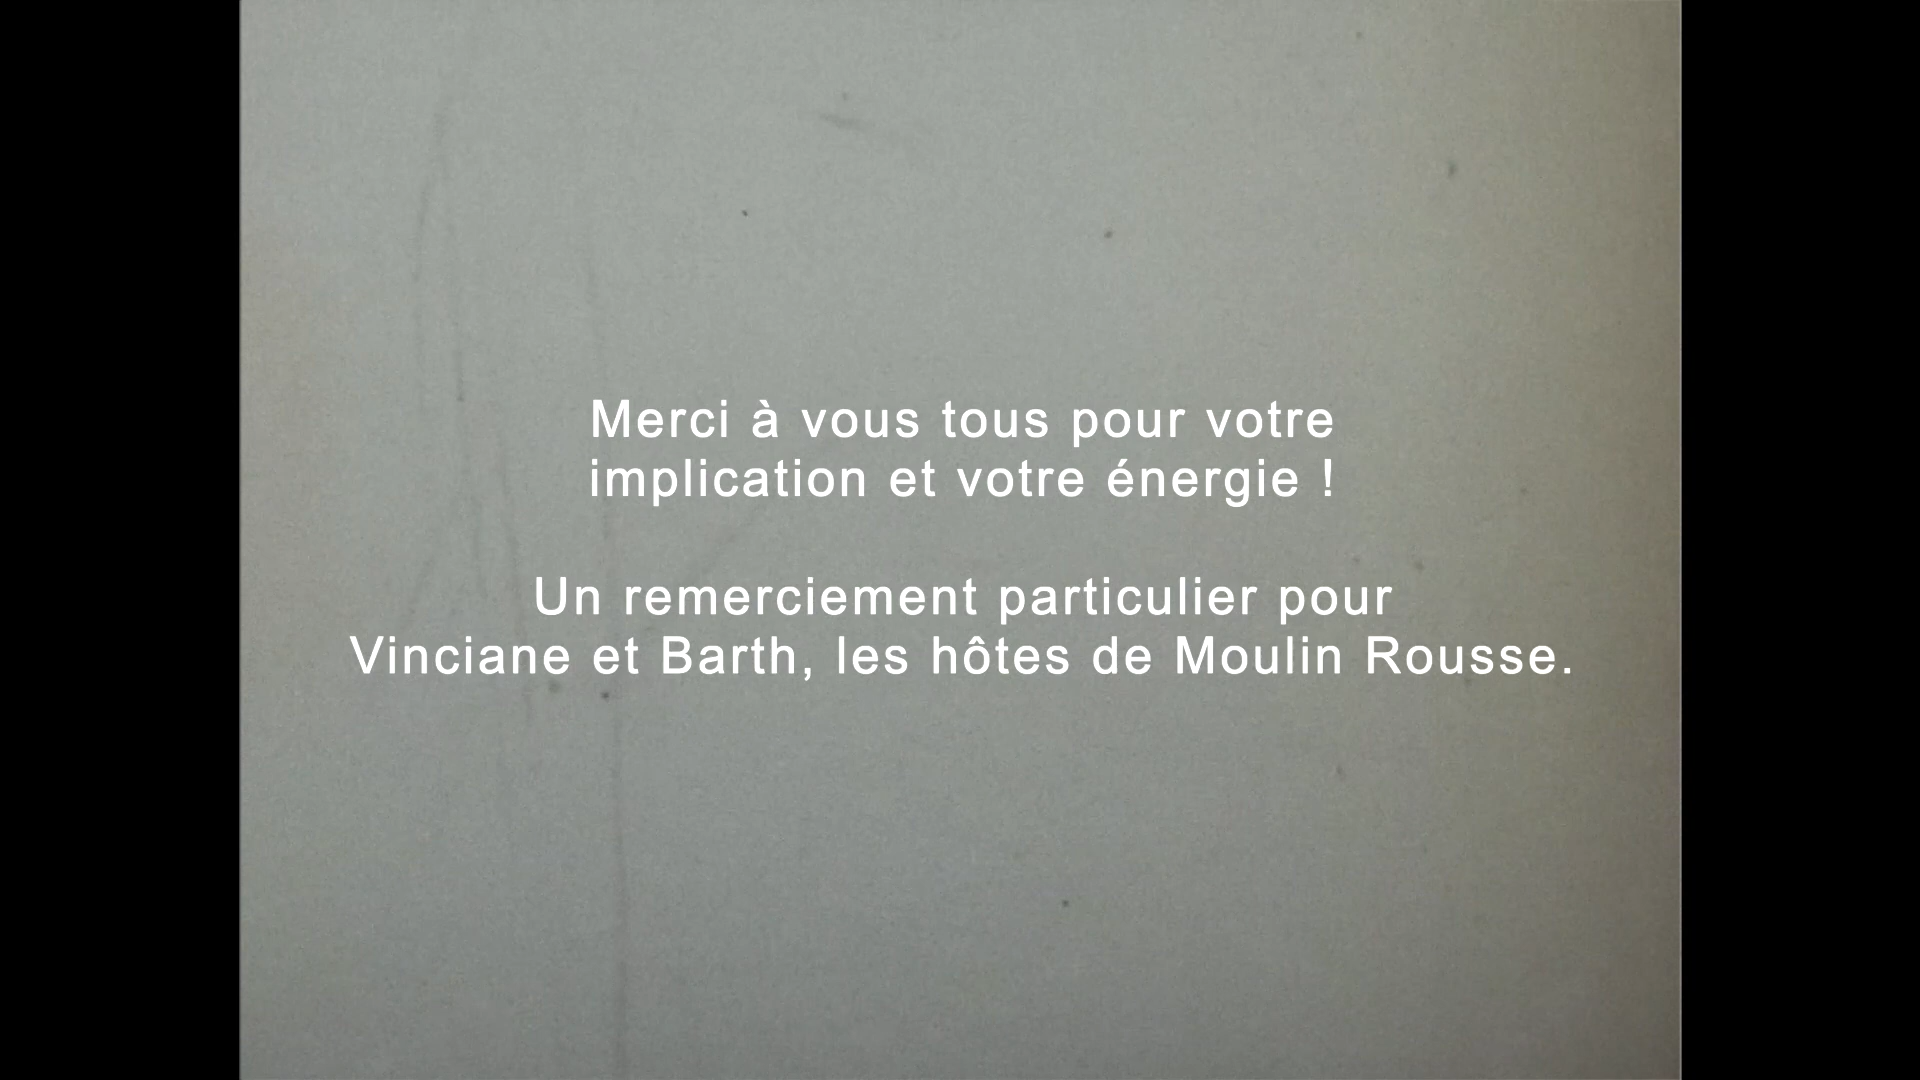 Merci à vous tous pour votre
implication et votre énergie !
Un remerciement particulier pour
Vinciane et Barth, les hôtes de Moulin Rousse.